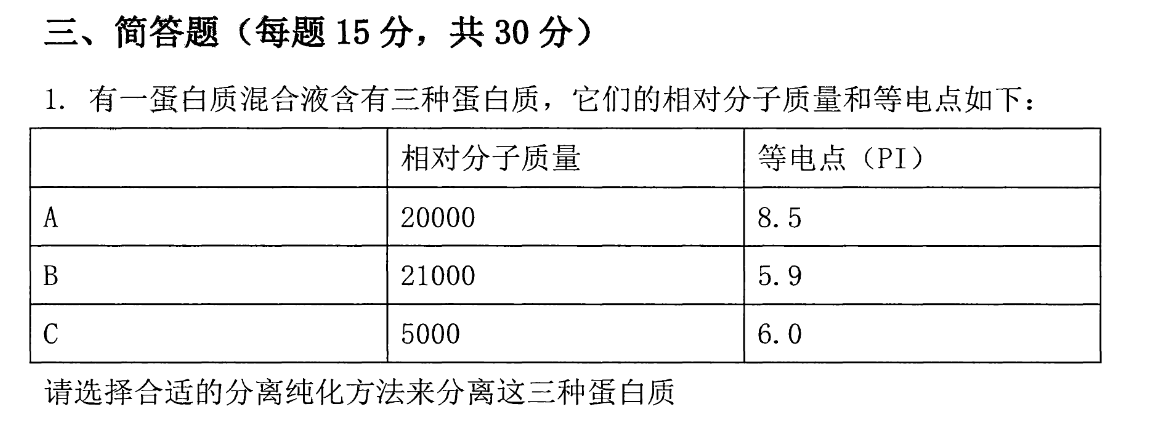 三、简答题（每题 15 分，共 30 分）
1. 有一蛋白质混合液含有三种蛋白质，它们的相对分子质量和等电点如下：
相对分子质量 等电点（PI）
A 20000 8.5
B 21000 5.9
C 5000 6.0
请选择合适的分离纯化方法来分离这三种蛋白质